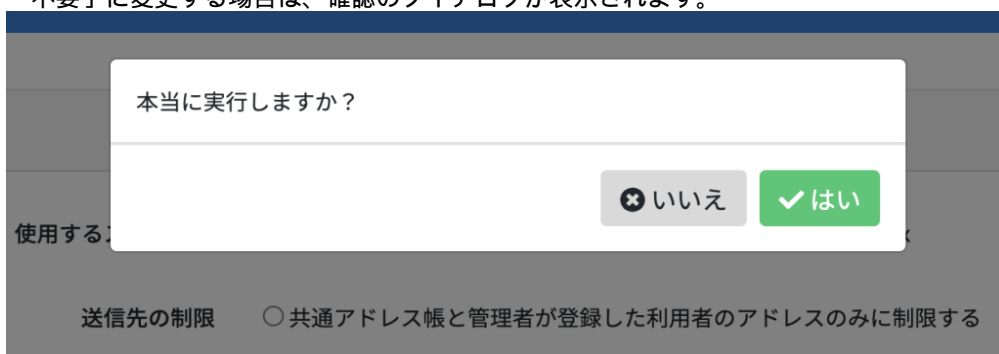 不要」に変更する場合は、確認のダイアログが表示されます。
本当に実行しますか？
いいえ
はい
使用する
送信先の制限 共通アドレス帳と管理者が登録した利用者のアドレスのみに制限する